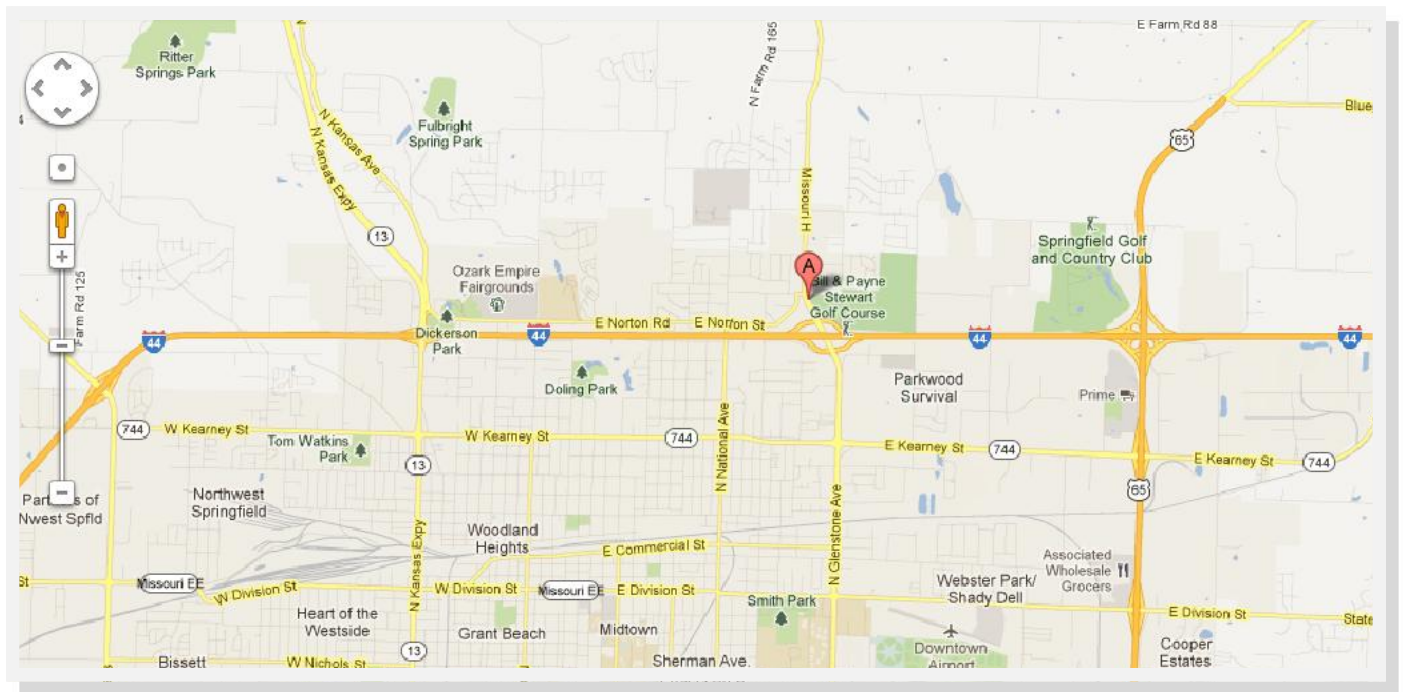 E Farm Rd 88
Ritter
Springs Park
N Farm Rd 165
Blue
N Kansas Ave
Fulbright
Spring Park
65
N Kansas Expy
Missouri H
13
Springfield Golf
and Country Club
A
Ozark Empire
Fairgrounds
Bill & Payne
Stewart
Golf Course
Farm Rd 125
E Norton Rd
E Norton St
Dickerson
Park
44
44
44
44
Doling Park
Parkwood
Survival
Prime
744
W Kearney St
W Kearney St
744
E Kearney St
744
E Kearney St
744
Tom Watkins
Park
13
N National Ave
Northwest
Springfield
65
Nwest Spfld
Woodland
Heights
E Commercial St
N Glenstone Ave
N Kansas Expy
Associated
Wholesale
Grocers
St
Missouri EE
W Division St
W Division St
Missouri EE
E Division St
Webster Park/
Shady Dell
Smith Park
E Division St
State
Heart of the
Westside
Grant Beach
Midtown
Downtown
Airport
Cooper
Estates
13
Bissett
W Nichols St
Sherman Ave.